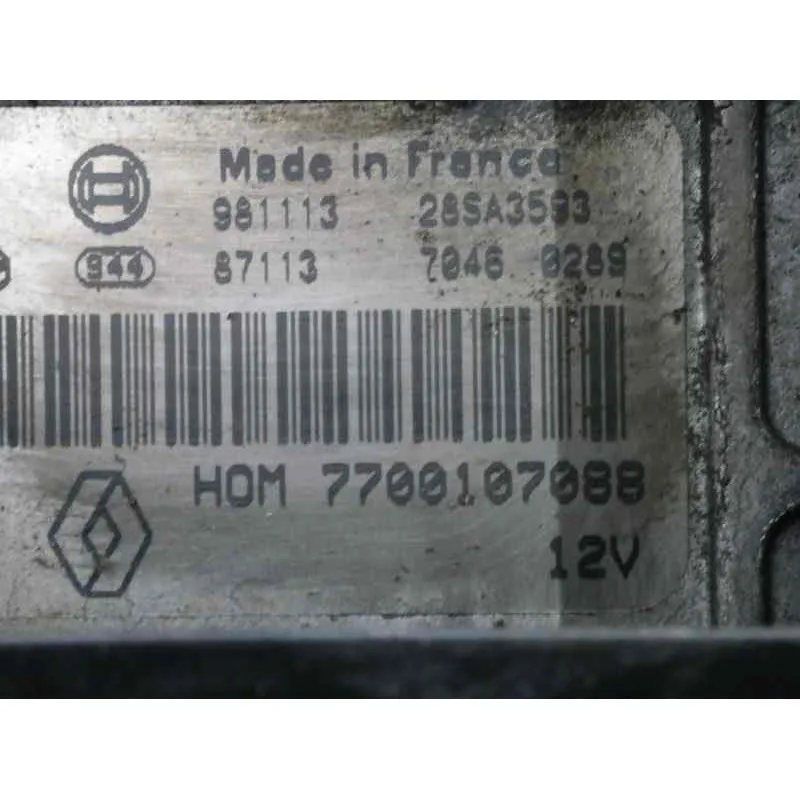 Made in France
981113 28SA3593
944 87113 7046 0289
HOM 7700107088
12V